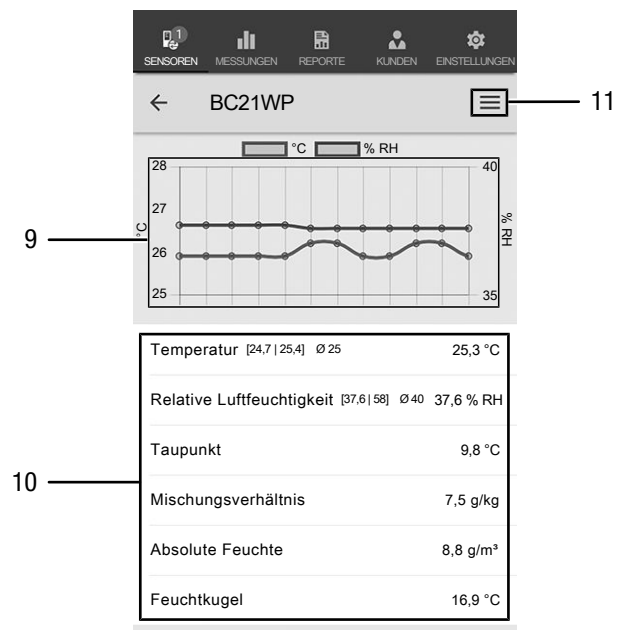 1
SENSOREN MESSUNGEN REPORTE KUNDEN EINSTELLUNGEN
← BC21WP
11
°C % RH
28 40
27
°C % RH
9
26
25 35
Temperatur [24,7 | 25,4] Ø 25 25,3 °C
Relative Luftfeuchtigkeit [37,6 | 58] Ø 40 37,6 % RH
Taupunkt 9,8 °C
10
Mischungsverhältnis 7,5 g/kg
Absolute Feuchte 8,8 g/m³
Feuchtkugel 16,9 °C